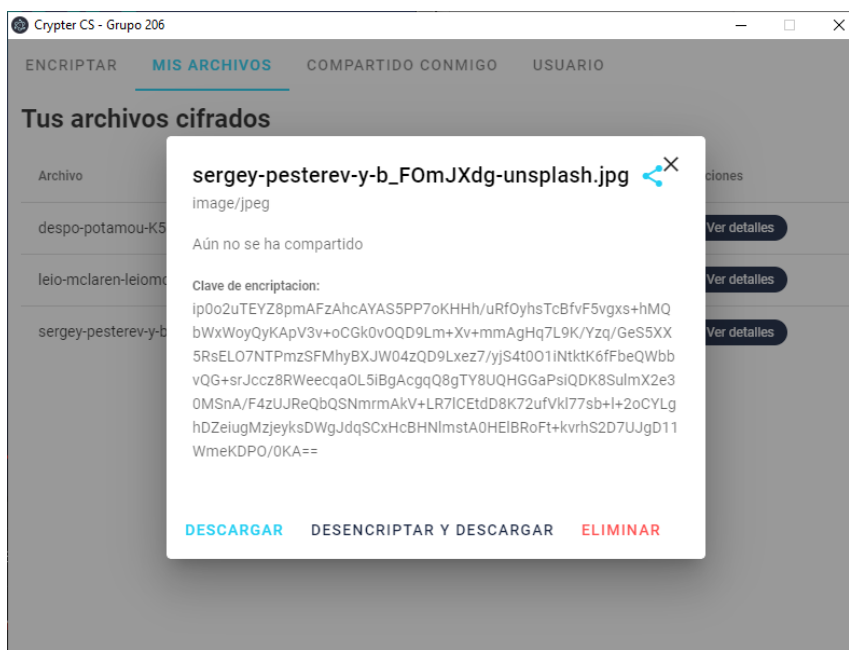 Crypter CS - Grupo 206
ENCRIPTAR MIS ARCHIVOS COMPARTIDO CONMIGO USUARIO
Tus archivos cifrados
Archivo
ciones
despo-potamou-K5
Ver detalles
leio-mclaren-leiomc
Ver detalles
sergey-pesterev-y-b
Ver detalles
sergey-pesterev-y-b_FOmJXdg-unsplash.jpg
image/jpeg
Aún no se ha compartido
Clave de encriptacion:
ip0o2uTEYZ8pmAFzAhcAYAS5PP7oKHHh/uRfOyhsTcBfvF5vgxs+hMQ
bWxWoyQyKApV3v+oCGk0vOQD9Lm+Xv+mmAgHq7L9K/Yzq/GeS5XX
5RsELO7NTPmzSFMhyBXJW04zQD9Lxez7/yjS4t0O1iNtktK6fFbeQWbb
vQG+srJccz8RWeecqaOL5iBgAcgqQ8gTY8UQHGGaPsiQDK8SulmX2e3
0MSnA/F4zUJReQbQSNmrmAkV+LR7lCEtdD8K72ufVkl77sb+l+2oCYLg
hDZeiugMzjeyksDWgJdqSCxHcBHNlmstA0HElBRoFt+kvrhS2D7UJgD11
WmeKDPO/0KA==
DESCARGAR DESENCRIPTAR Y DESCARGAR ELIMINAR